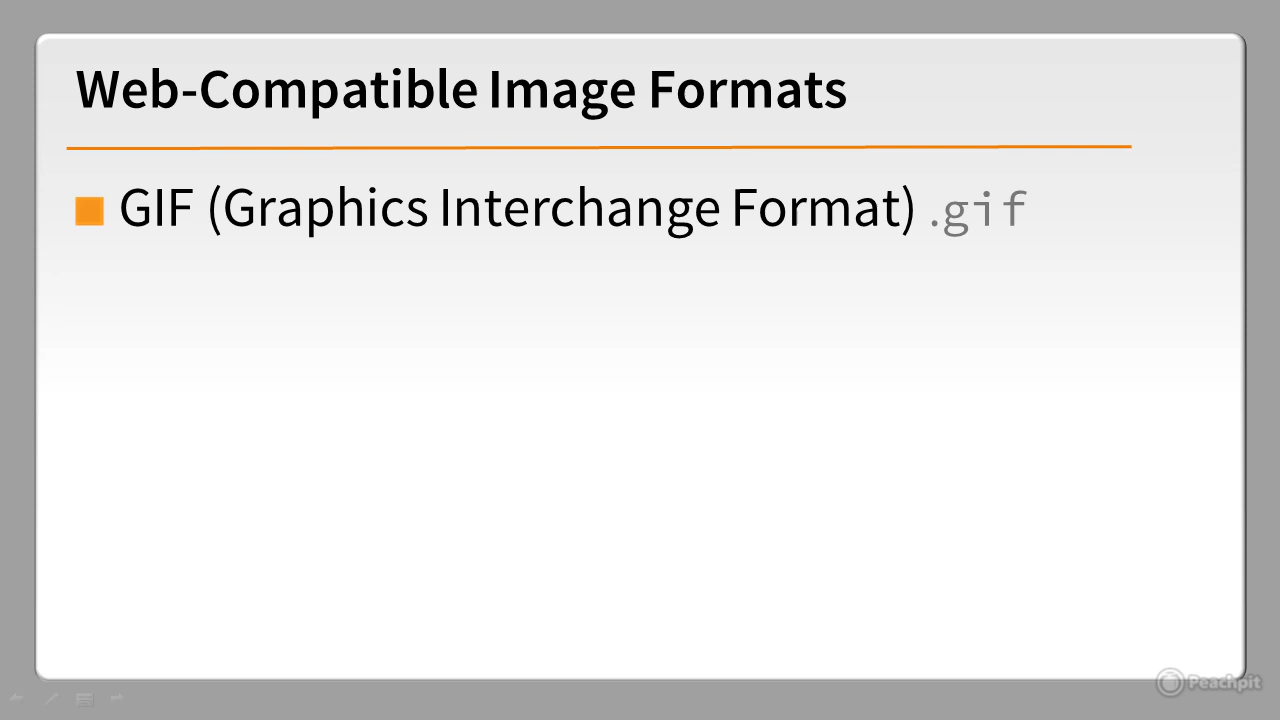 Web-Compatible Image Formats
GIF (Graphics Interchange Format) .gif
Peachpit